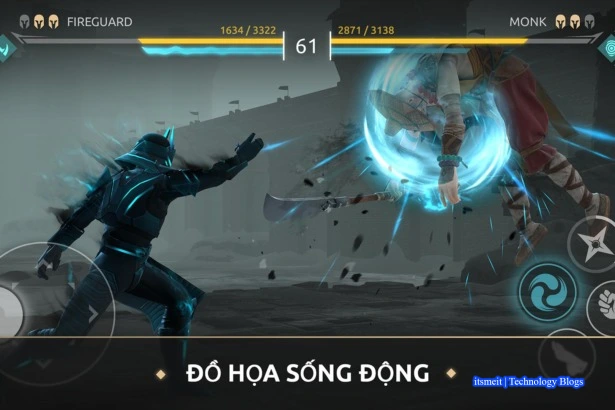 FIREGUARD
1634 / 3322
61
2871 / 3138
MONK
ĐỒ HỌA SỐNG ĐỘNG
itsmeit | Technology Blogs